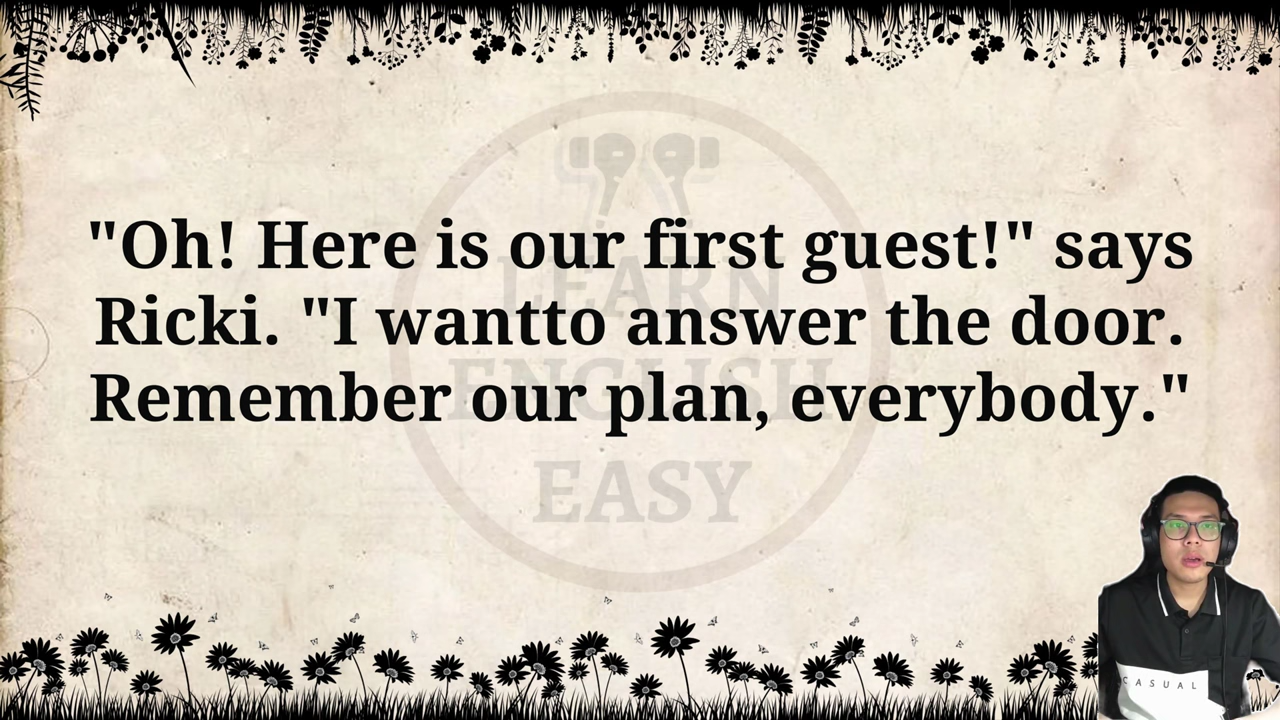 "Oh! Here is our first guest!" says
Ricki. "I wantto answer the door.
Remember our plan, everybody."
LEARN
ENGLISH
EASY
CASUAL